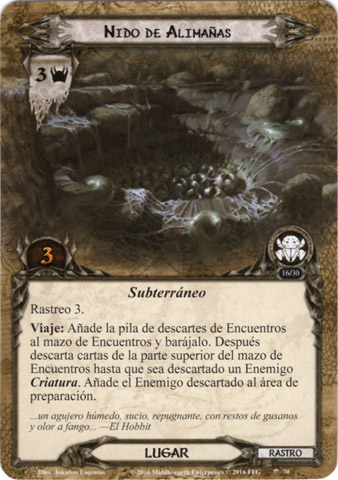 Nido de Alimañas
3
3
16/30
Subterráneo
Rastreo 3.
Viaje: Añade la pila de descartes de Encuentros
al mazo de Encuentros y barájalo. Después
descarta cartas de la parte superior del mazo de
Encuentros hasta que sea descartado un Enemigo
Criatura. Añade el Enemigo descartado al área de
preparación.
...un agujero húmedo, sucio, repugnante, con restos de gusanos
y olor a fango... —El Hobbit
LUGAR
RASTRO
© 2016 Middle-earth Enterprises © 2016 FFG
70